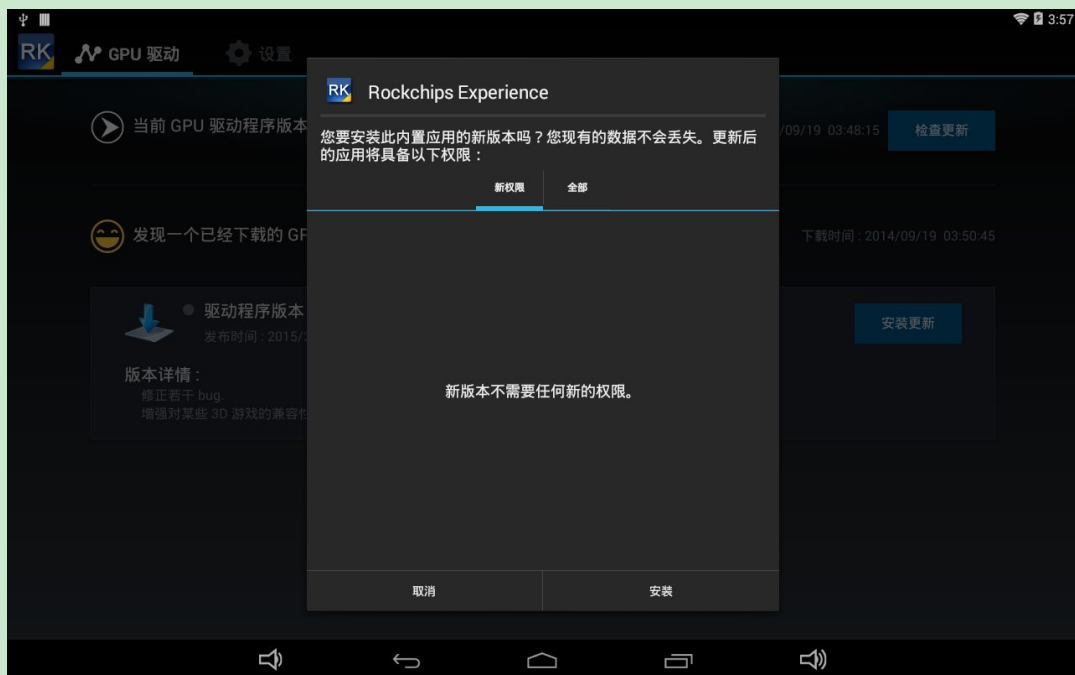 3:57
RK GPU 驱动 设置
RK Rockchips Experience
当前 GPU 驱动程序版本
/09/19 03:48:15 检查更新
您要安装此内置应用的新版本吗？您现有的数据不会丢失。更新后
的应用将具备以下权限：
新权限 全部
发现一个已经下载的 GP
下载时间 : 2014/09/19 03:50:45
驱动程序版本
发布时间 : 2015/
安装更新
版本详情 :
修正若干 bug.
增强对某些 3D 游戏的兼容性
新版本不需要任何新的权限。
取消 安装